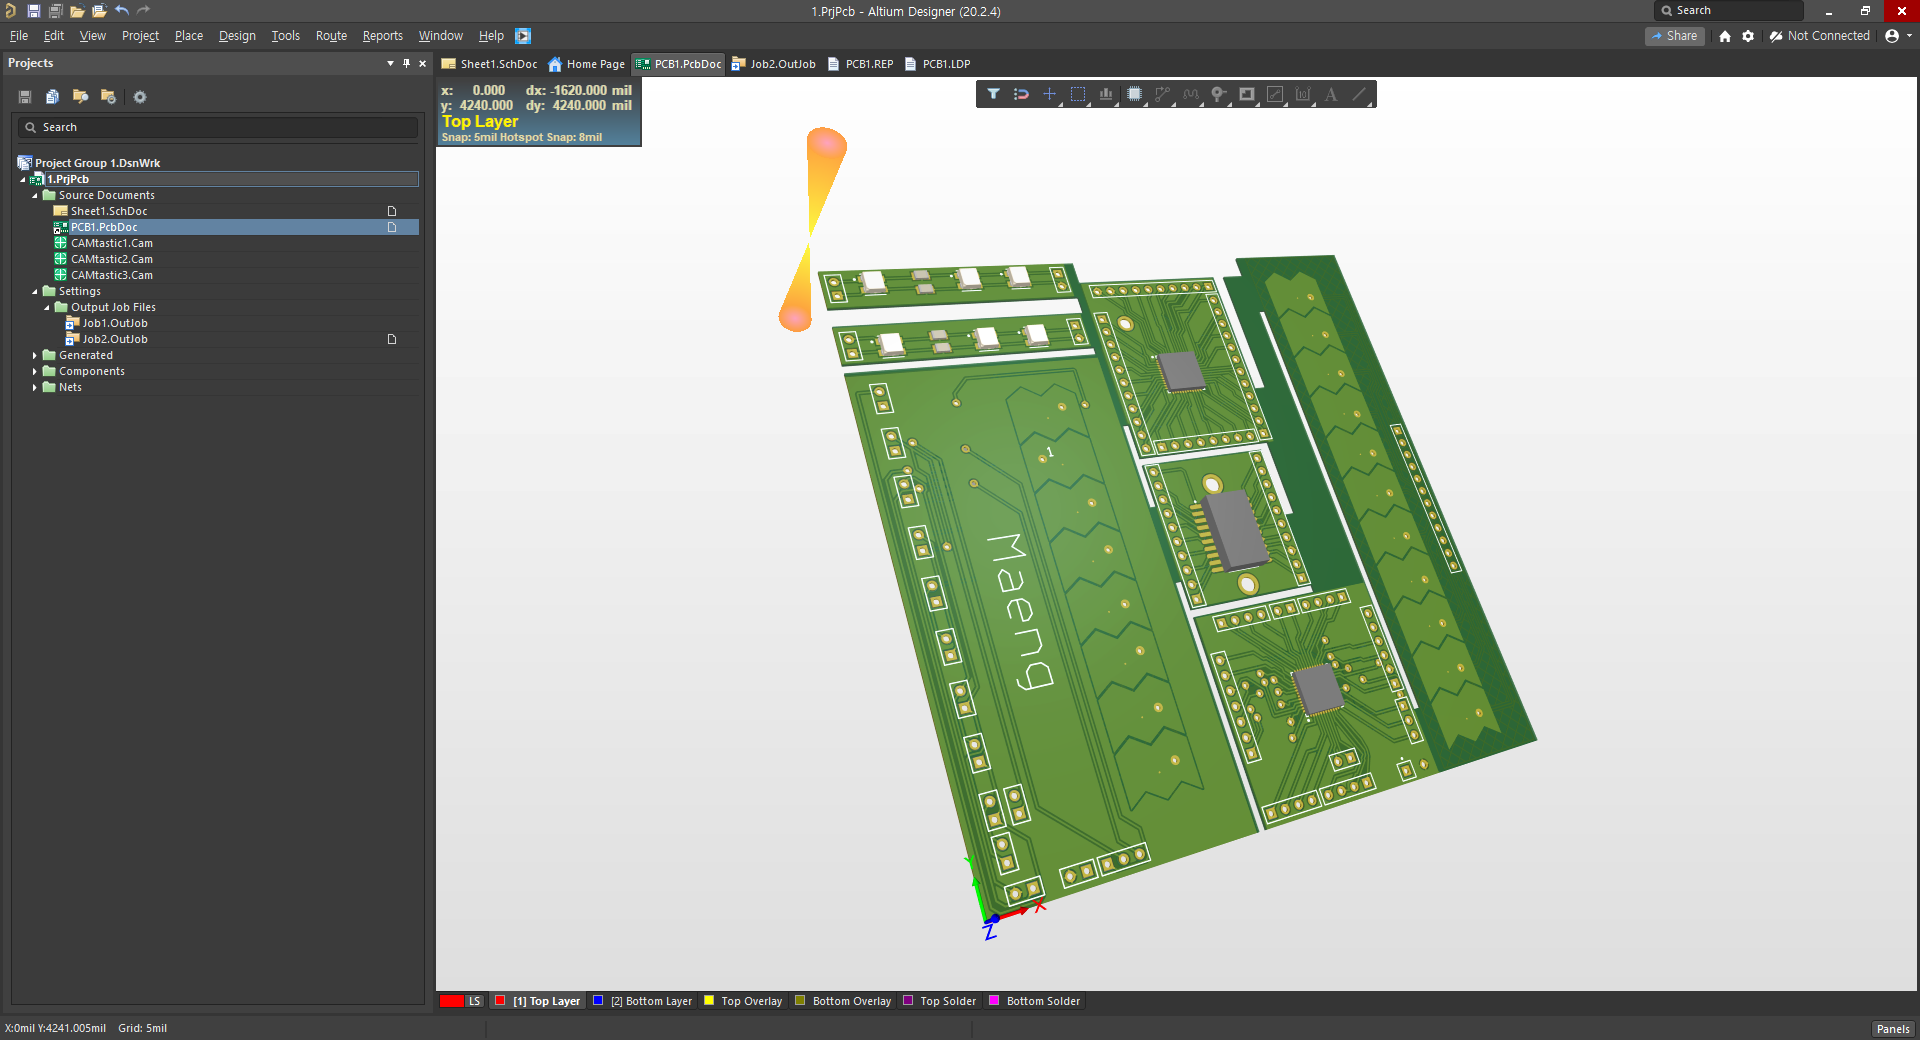 1.PrjPcb - Altium Designer (20.2.4)
Search
File Edit View Project Place Design Tools Route Reports Window Help
Share
Not Connected
Projects
Sheet1.SchDoc Home Page PCB1.PcbDoc Job2.OutJob PCB1.REP PCB1.LDP
Search
x: 0.000 dx: -1620.000 mil
y: 4240.000 dy: 4240.000 mil
Top Layer
Snap: 5mil Hotspot Snap: 8mil
Project Group 1.DsnWrk
1.PrjPcb
Source Documents
Sheet1.SchDoc
PCB1.PcbDoc
CAMtastic1.Cam
CAMtastic2.Cam
CAMtastic3.Cam
Settings
Output Job Files
Job1.OutJob
Job2.OutJob
Generated
Components
Nets
1
Maeng
Y
X
Z
LS [1] Top Layer [2] Bottom Layer Top Overlay Bottom Overlay Top Solder Bottom Solder
X:0mil Y:4241.005mil Grid: 5mil
Panels